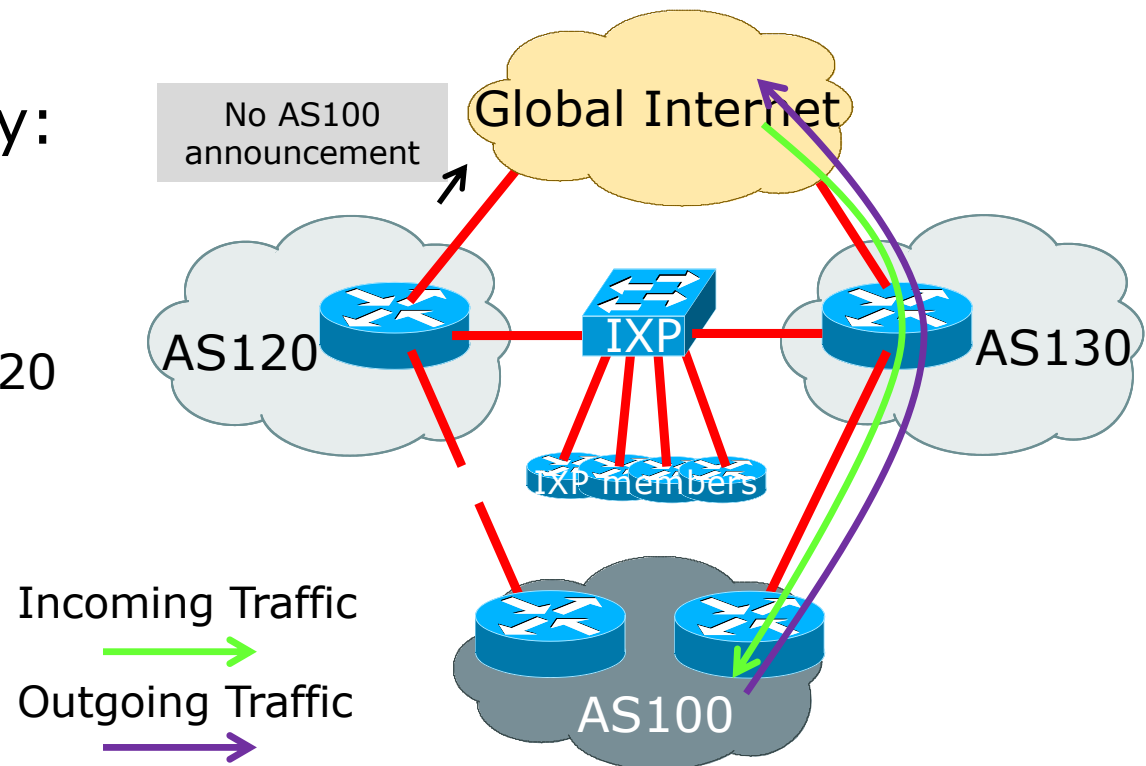 y:
No AS100
announcement
Global Internet
20
AS120
IXP
AS130
IXP members
Incoming Traffic
Outgoing Traffic
AS100